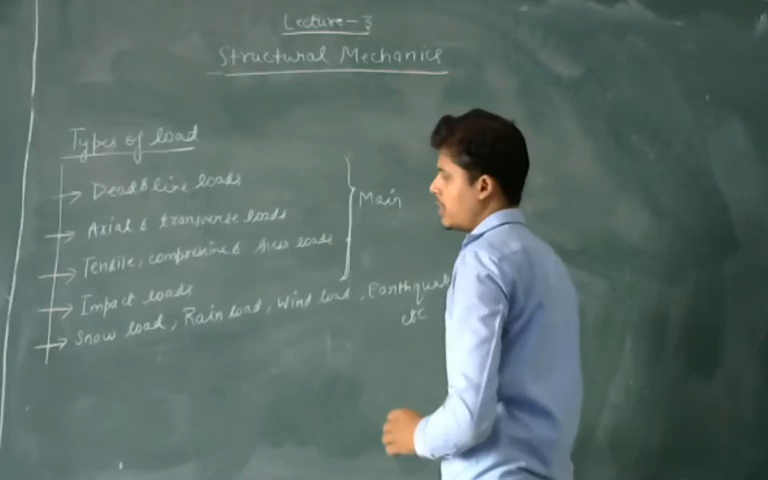 Lecture-3
Structural Mechanics
Types of load
→ Dead & live loads
→ Axial & transverse loads
→ Tensile, compressive & shear loads
→ Impact loads
→ Snow load, Rain load, Wind load, Earthquak
etc
Main